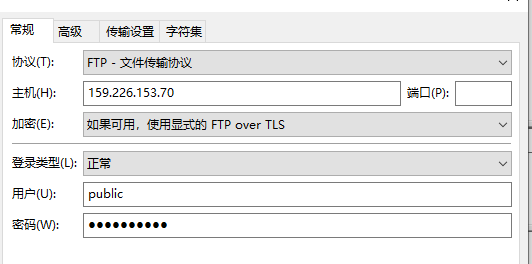 常规 高级 传输设置 字符集
协议(T): FTP - 文件传输协议
主机(H): 159.226.153.70 端口(P):
加密(E): 如果可用，使用显式的 FTP over TLS
登录类型(L): 正常
用户(U): public
密码(W): ●●●●●●●●●●